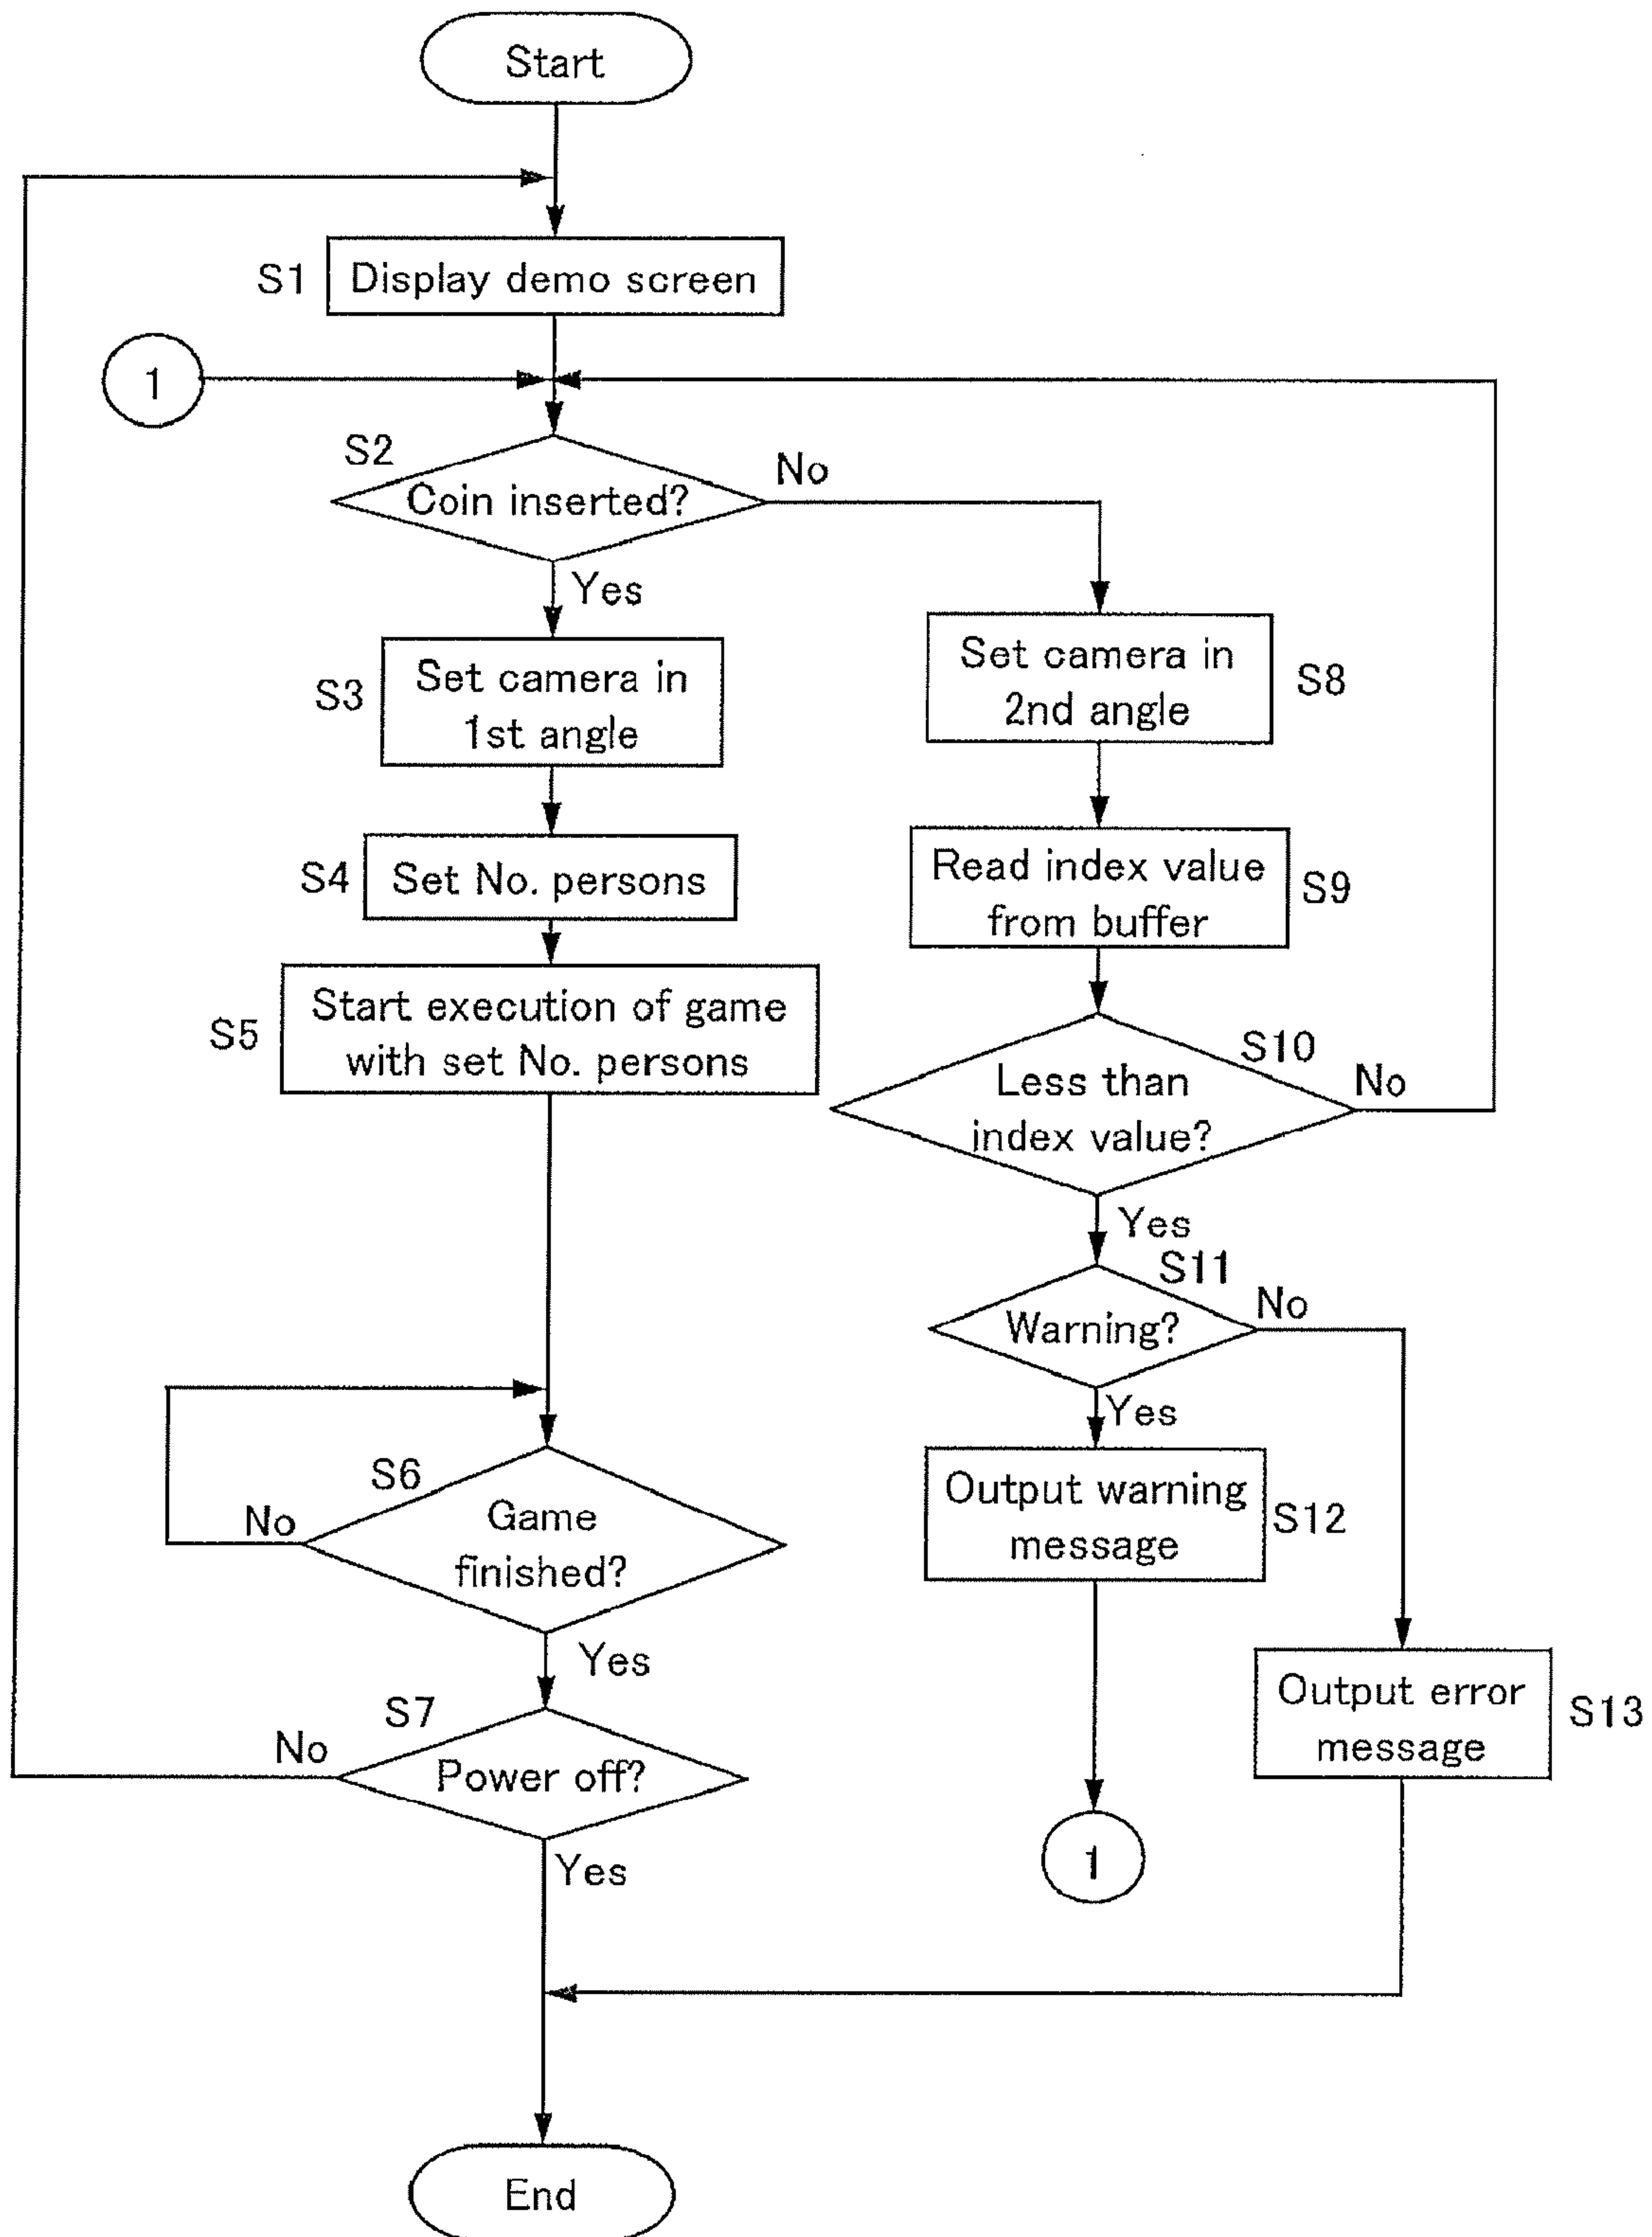 Start
S1
Display demo screen
1
S2
Coin inserted?
No
Yes
S3
Set camera in
1st angle
S8
Set camera in
2nd angle
S4
Set No. persons
S9
Read index value
from buffer
S5
Start execution of game
with set No. persons
S10
Less than
index value?
No
Yes
S11
Warning?
No
Yes
S6
Game
finished?
No
Yes
Output warning
message
S12
S7
Power off?
No
Yes
Output error
message
S13
1
End